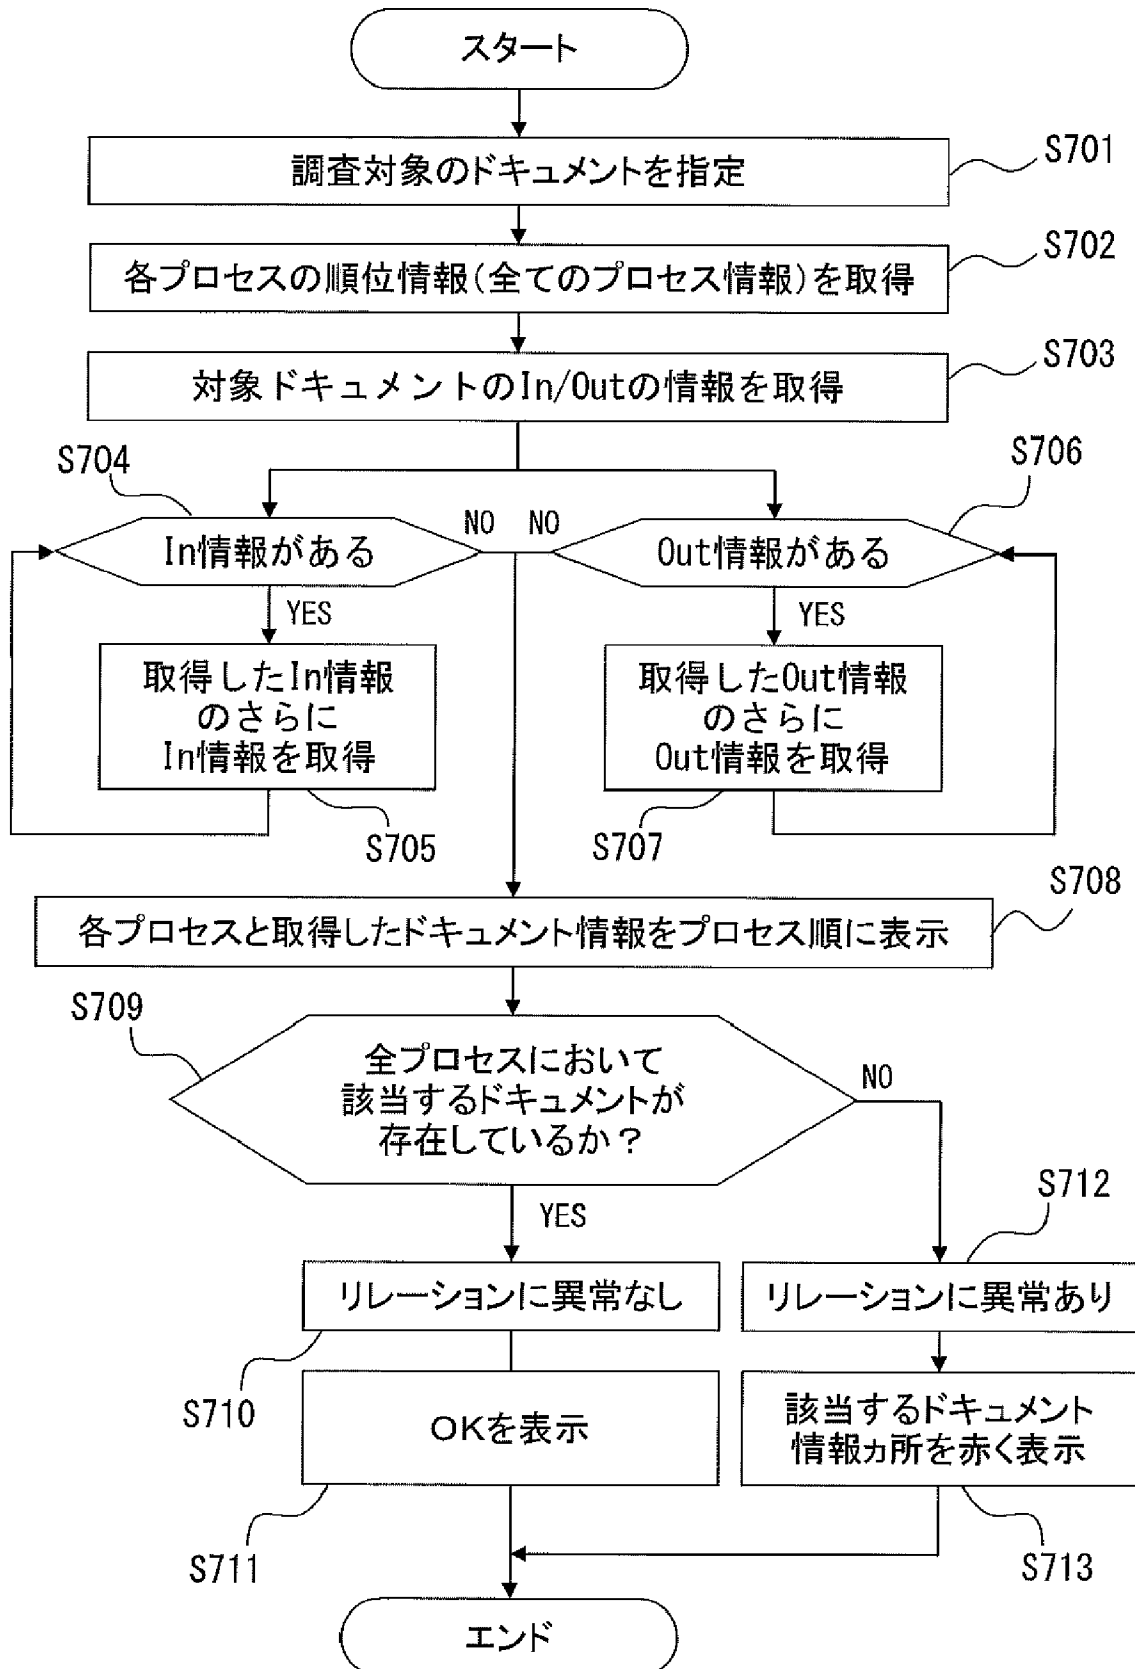 スタート
調査対象のドキュメントを指定
S701
各プロセスの順位情報(全てのプロセス情報)を取得
S702
対象ドキュメントのIn/Outの情報を取得
S703
S704
In情報がある
NO
NO
S706
Out情報がある
YES
YES
取得したIn情報
のさらに
In情報を取得
S705
取得したOut情報
のさらに
Out情報を取得
S707
各プロセスと取得したドキュメント情報をプロセス順に表示
S708
S709
全プロセスにおいて
該当するドキュメントが
存在しているか?
NO
YES
S712
リレーションに異常なし
リレーションに異常あり
S710
OKを表示
該当するドキュメント
情報ヵ所を赤く表示
S711
S713
エンド